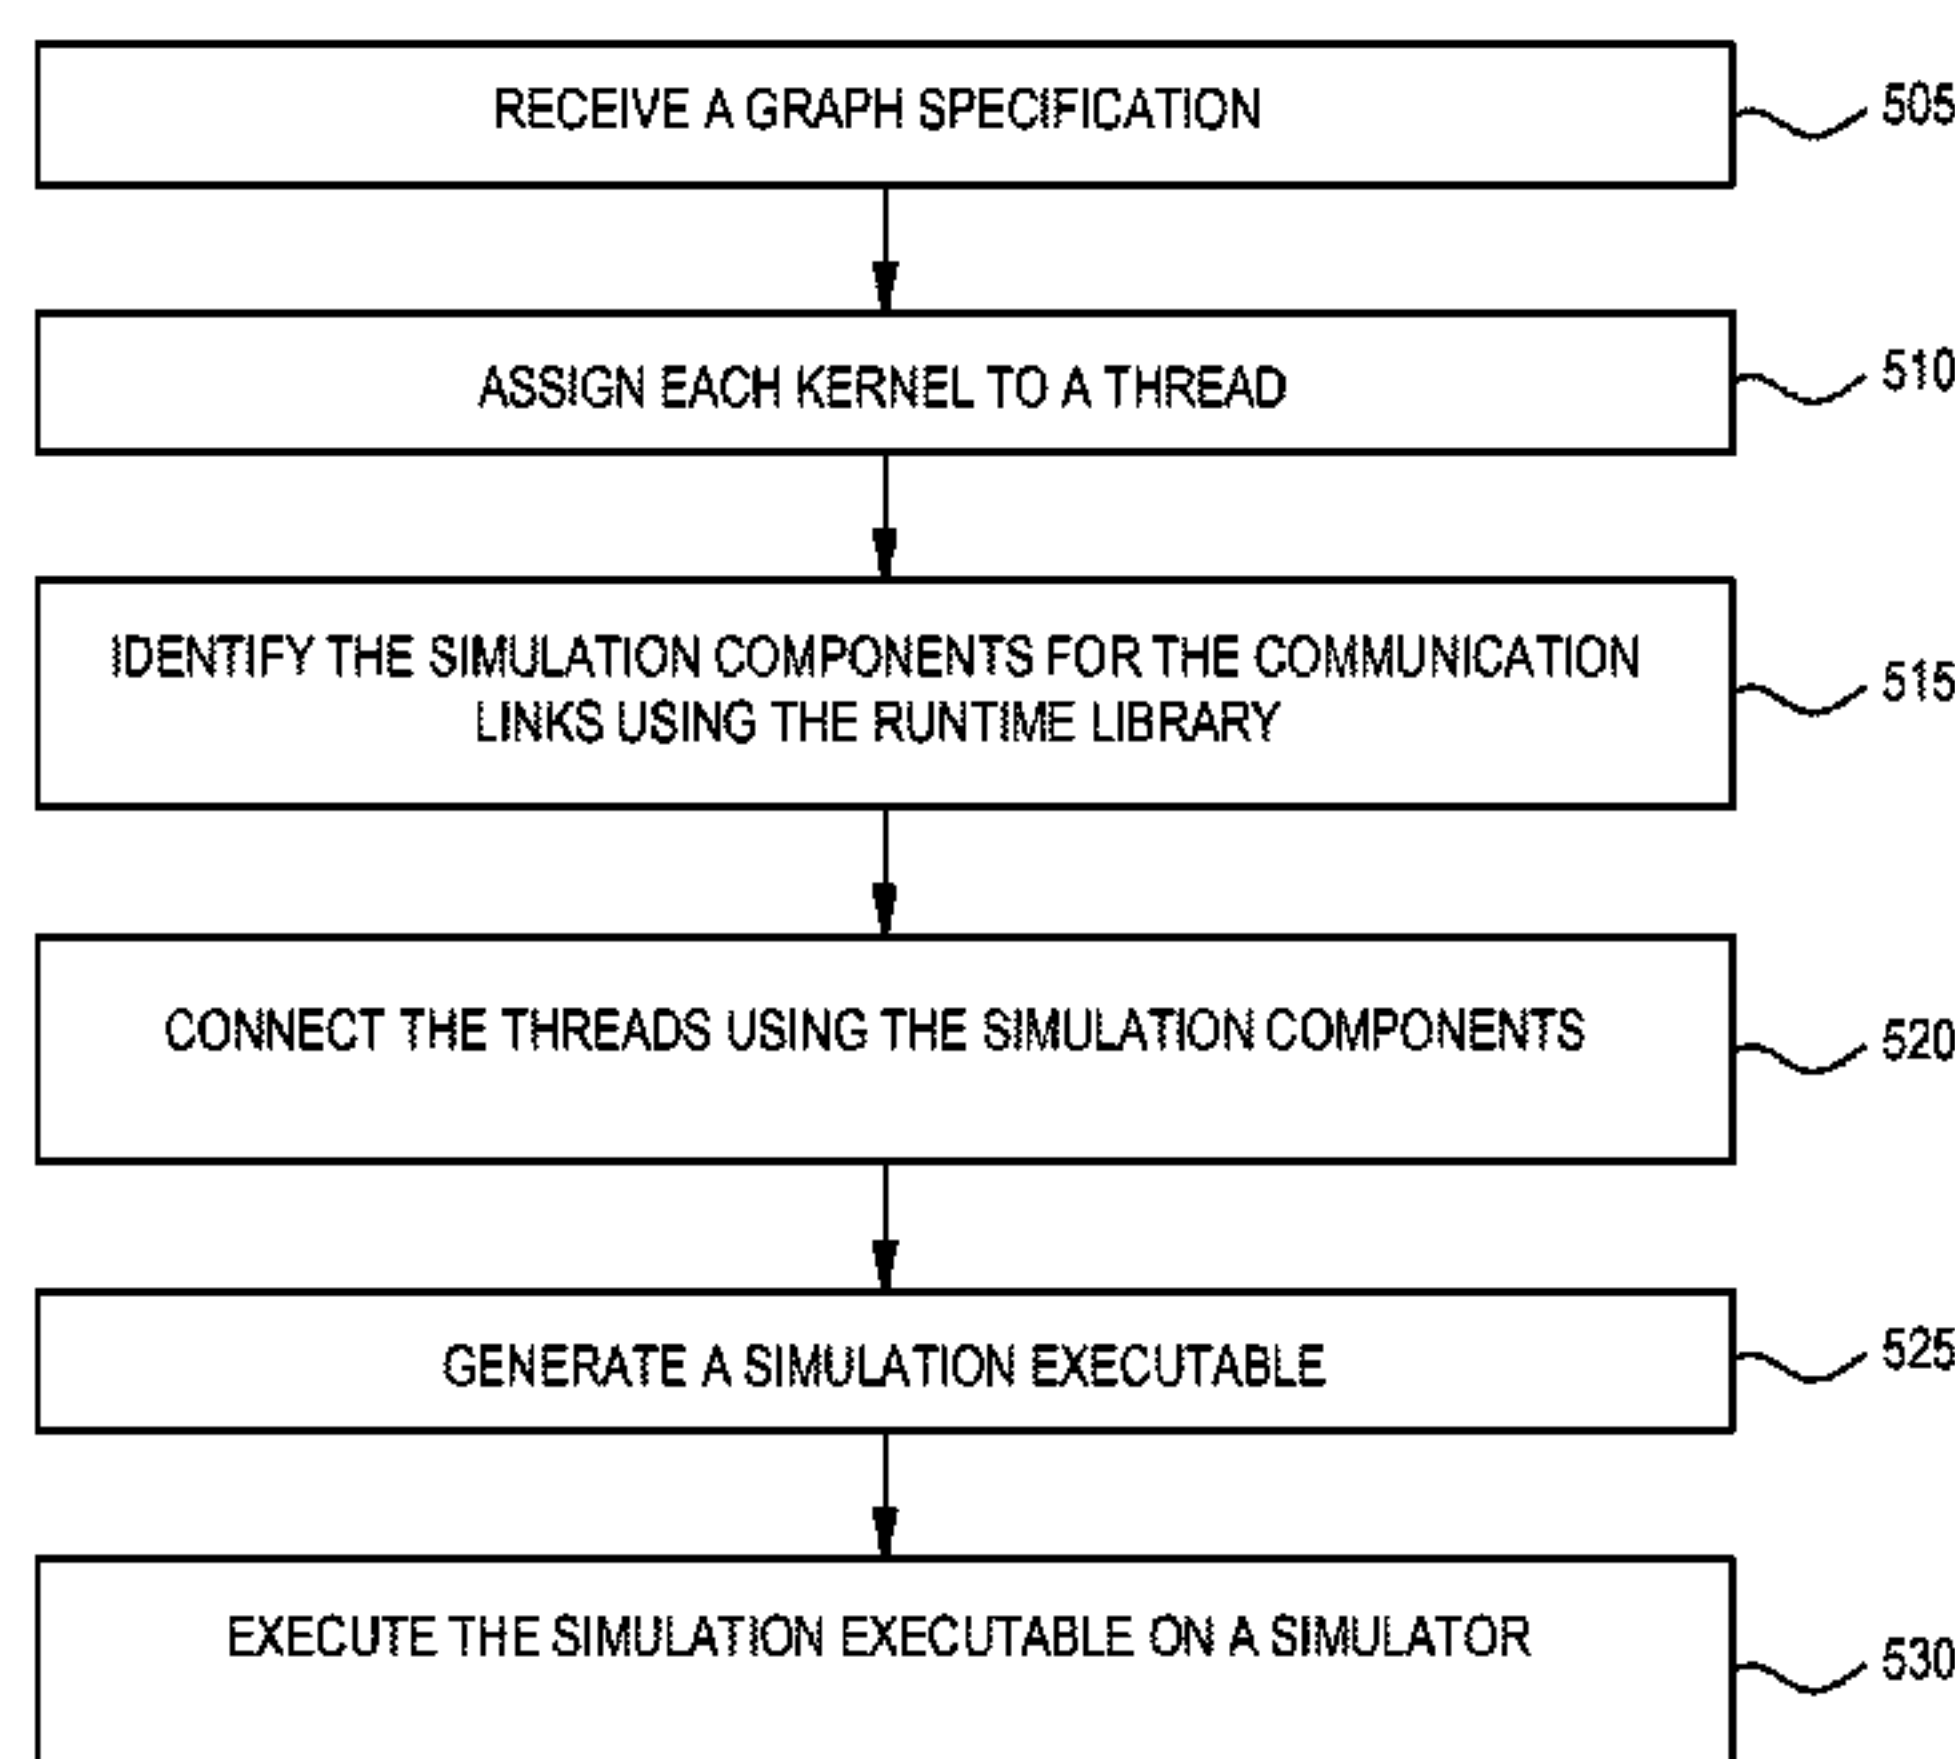 RECEIVE A GRAPH SPECIFICATION
505
ASSIGN EACH KERNEL TO A THREAD
510
IDENTIFY THE SIMULATION COMPONENTS FOR THE COMMUNICATION
LINKS USING THE RUNTIME LIBRARY
515
CONNECT THE THREADS USING THE SIMULATION COMPONENTS
520
GENERATE A SIMULATION EXECUTABLE
525
EXECUTE THE SIMULATION EXECUTABLE ON A SIMULATOR
530